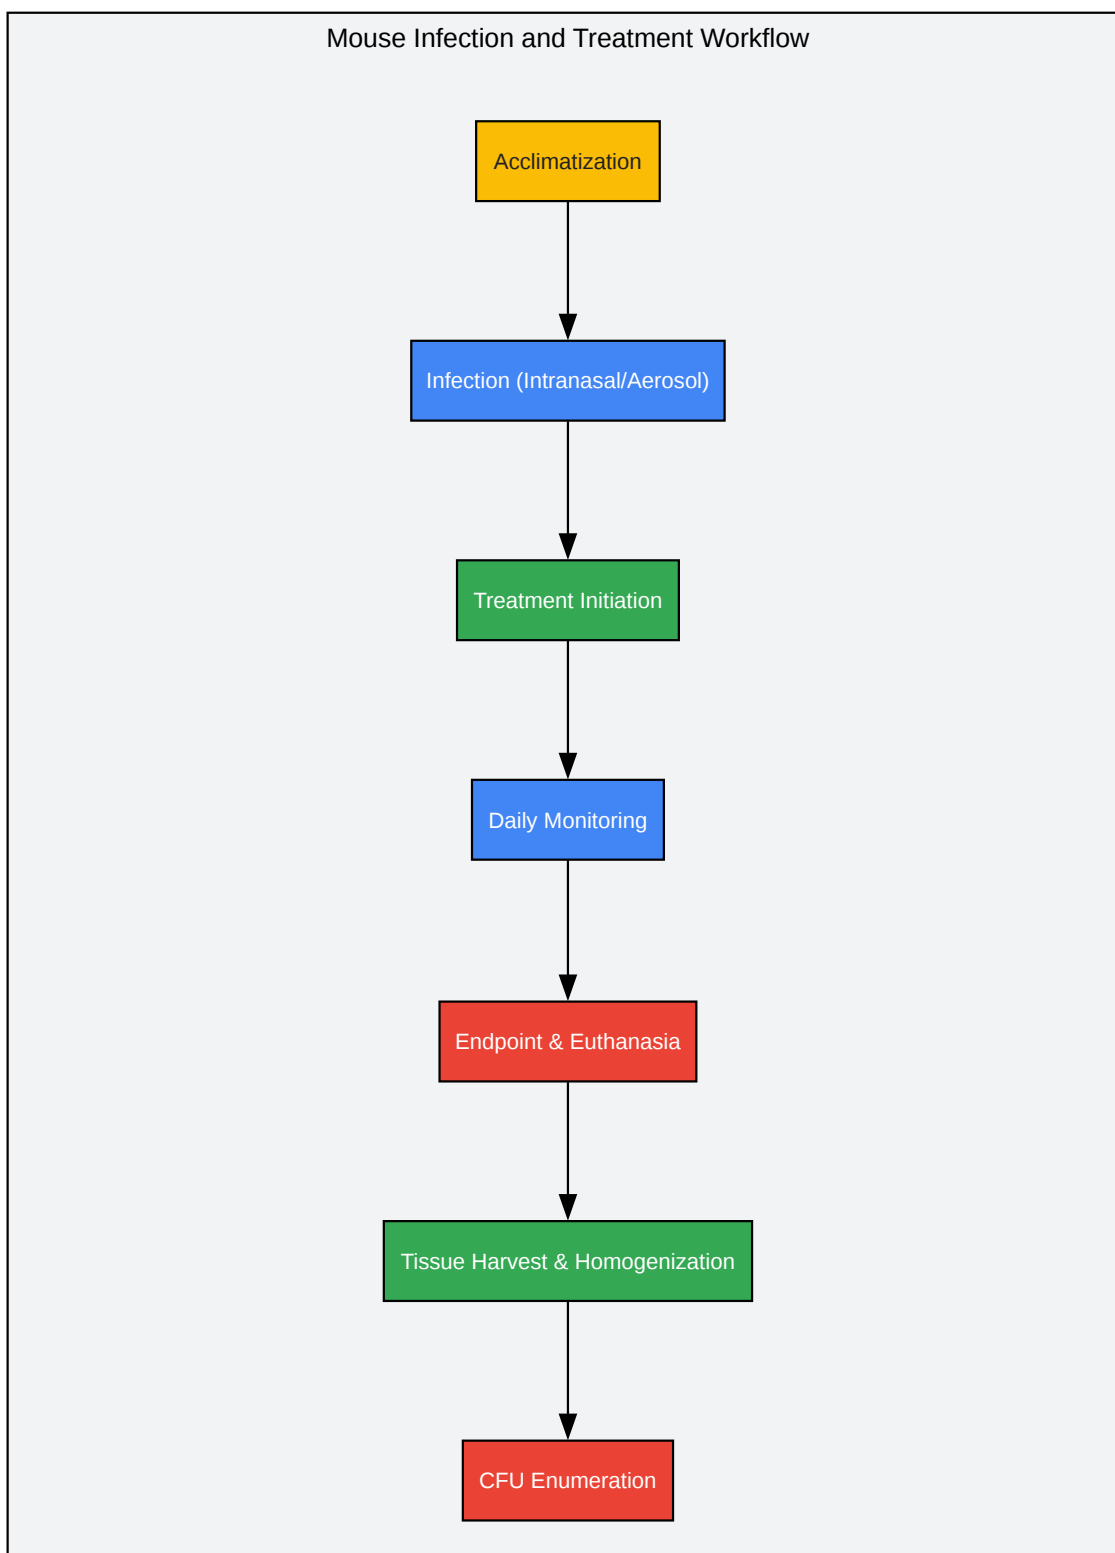 Mouse Infection and Treatment Workflow
Acclimatization
Infection (Intranasal/Aerosol)
Treatment Initiation
Daily Monitoring
Endpoint & Euthanasia
Tissue Harvest & Homogenization
CFU Enumeration